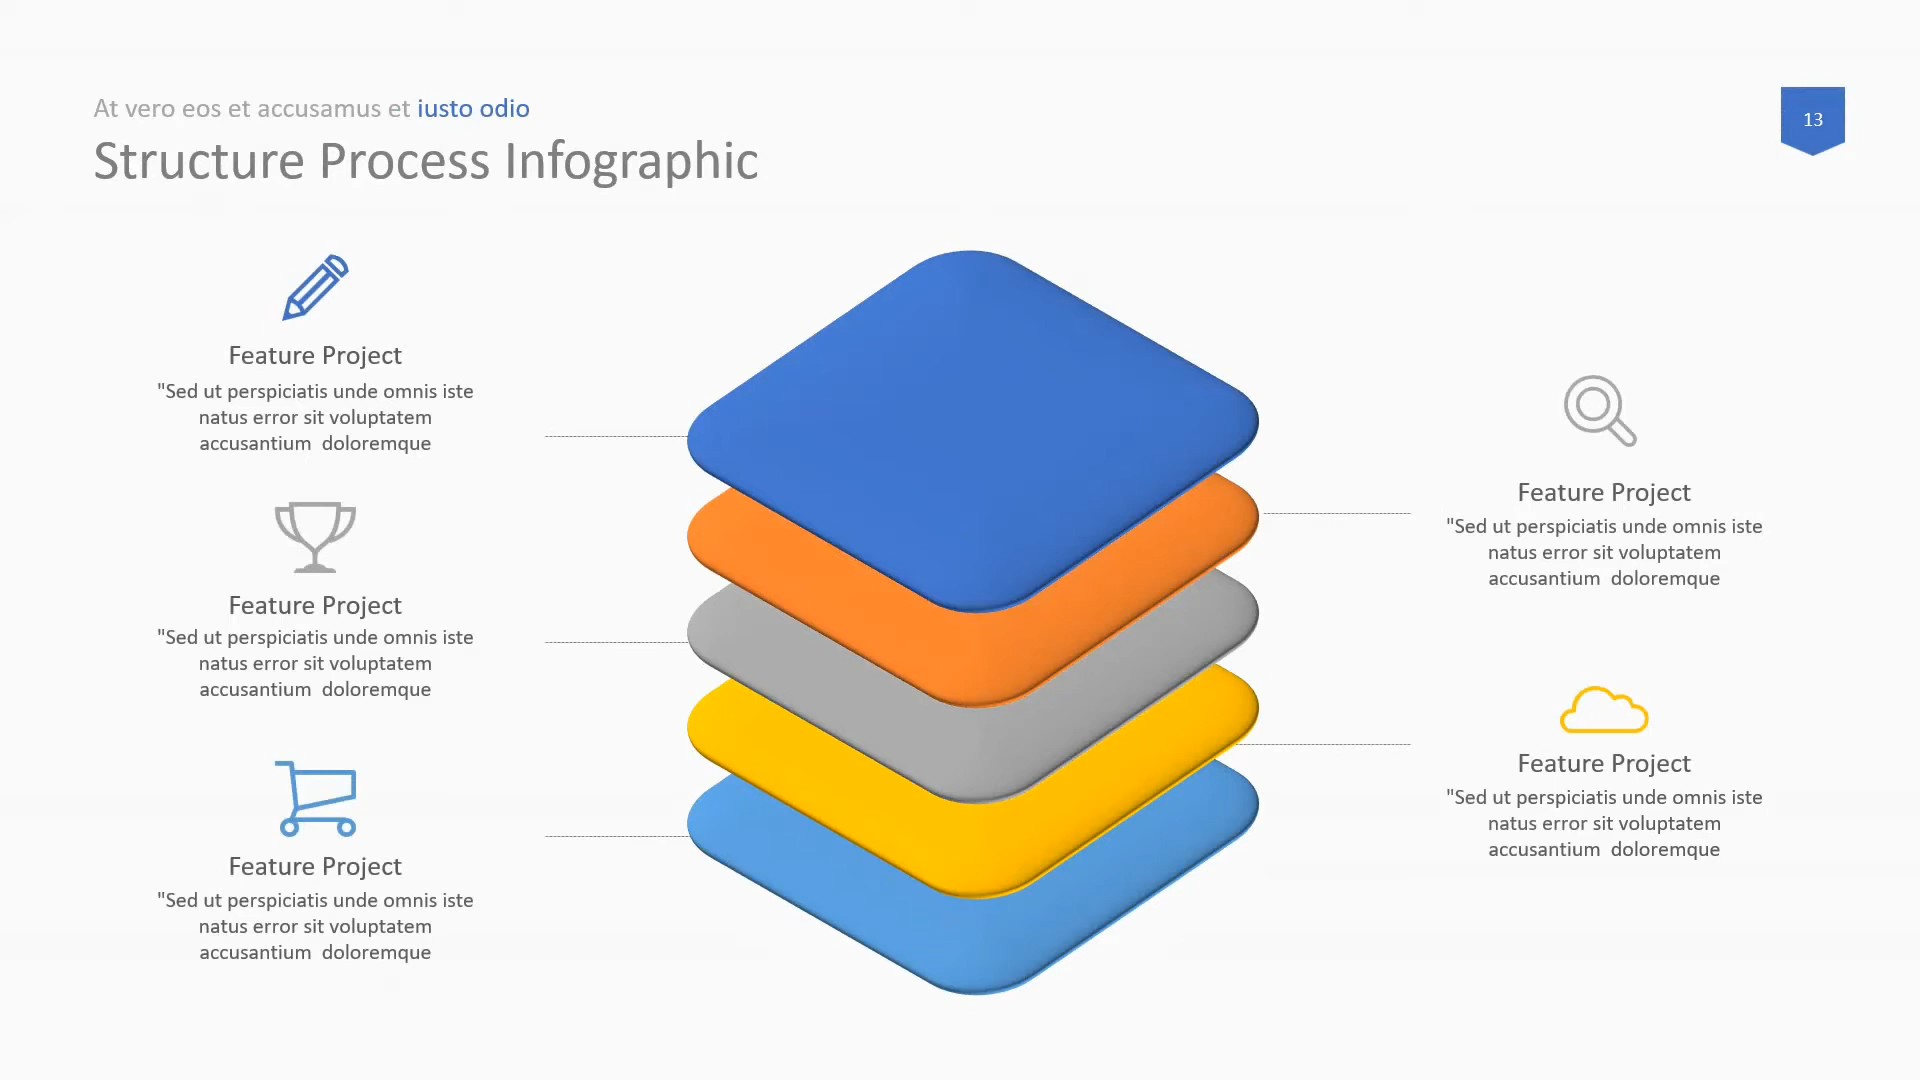 At vero eos et accusamus et iusto odio
Structure Process Infographic
13
Feature Project
"Sed ut perspiciatis unde omnis iste
natus error sit voluptatem
accusantium  doloremque
Feature Project
"Sed ut perspiciatis unde omnis iste
natus error sit voluptatem
accusantium  doloremque
Feature Project
"Sed ut perspiciatis unde omnis iste
natus error sit voluptatem
accusantium  doloremque
Feature Project
"Sed ut perspiciatis unde omnis iste
natus error sit voluptatem
accusantium  doloremque
Feature Project
"Sed ut perspiciatis unde omnis iste
natus error sit voluptatem
accusantium  doloremque